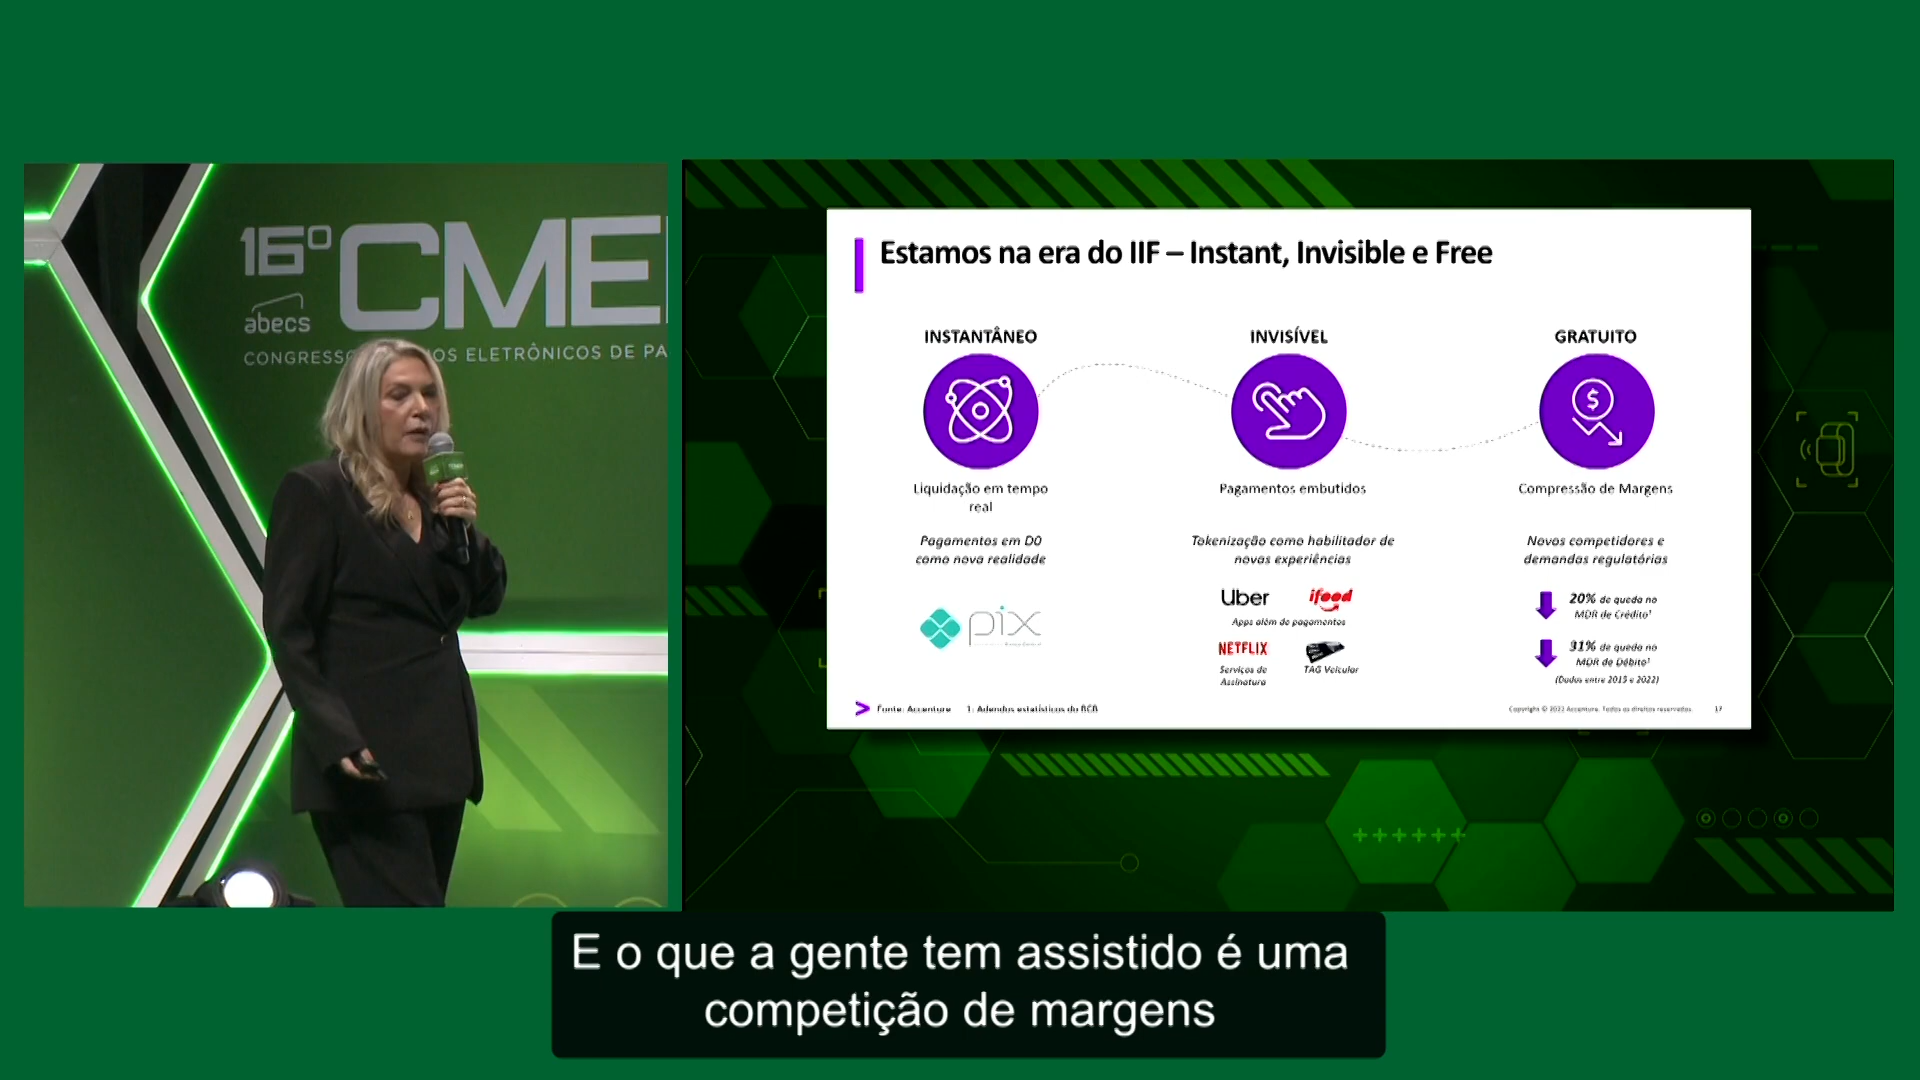 16º CME
abecs
CONGRESSO
OS ELETRÔNICOS DE PA
Estamos na era do IIF – Instant, Invisible e Free
INSTANTÂNEO
Liquidação em tempo
real
Pagamentos em D0
como nova realidade
pix
INVISÍVEL
Pagamentos embutidos
Tokenização como habilitador de
novas experiências
Uber
ifood
Apps além de pagamentos
NETFLIX
Serviços de
Assinatura
TAG Veicular
GRATUITO
Compressão de Margens
Novos competidores e
demandas regulatórias
20% de queda no
MDR de Crédito¹
31% de queda no
MDR de Débito¹
(Dados entre 2015 e 2022)
Fonte: Accenture 1: Adendos estatísticos do BCB
Copyright © 2022 Accenture. Todos os direitos reservados. 17
E o que a gente tem assistido é uma
competição de margens